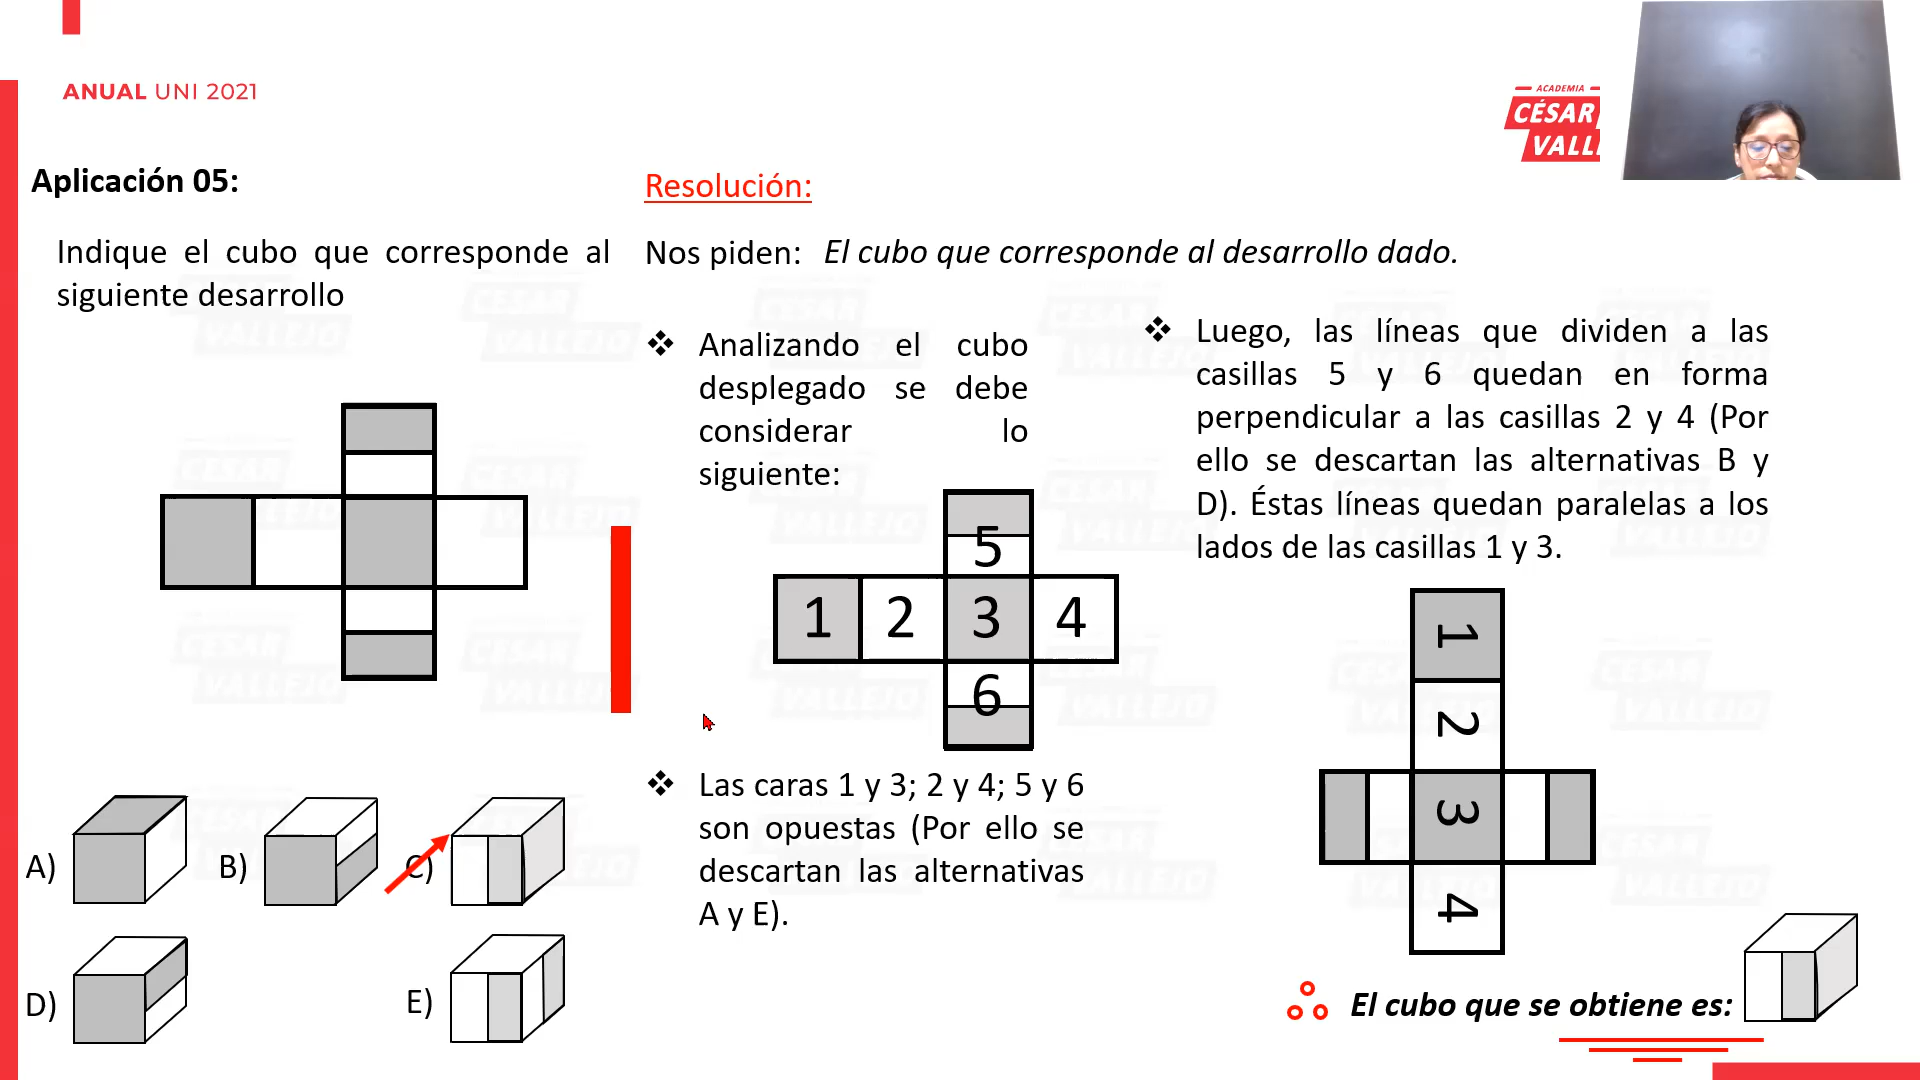 ANUAL UNI 2021
ACADEMIA
CÉSAR
VALL
Aplicación 05:
Indique el cubo que corresponde al
siguiente desarrollo
A)
B)
C)
D)
E)
Resolución:
Nos piden: El cubo que corresponde al desarrollo dado.
❖ Analizando el cubo
desplegado se debe
considerar lo
siguiente:
5
1 2 3 4
6
❖ Las caras 1 y 3; 2 y 4; 5 y 6
son opuestas (Por ello se
descartan las alternativas
A y E).
❖ Luego, las líneas que dividen a las
casillas 5 y 6 quedan en forma
perpendicular a las casillas 2 y 4 (Por
ello se descartan las alternativas B y
D). Éstas líneas quedan paralelas a los
lados de las casillas 1 y 3.
1
2
3
4
El cubo que se obtiene es: